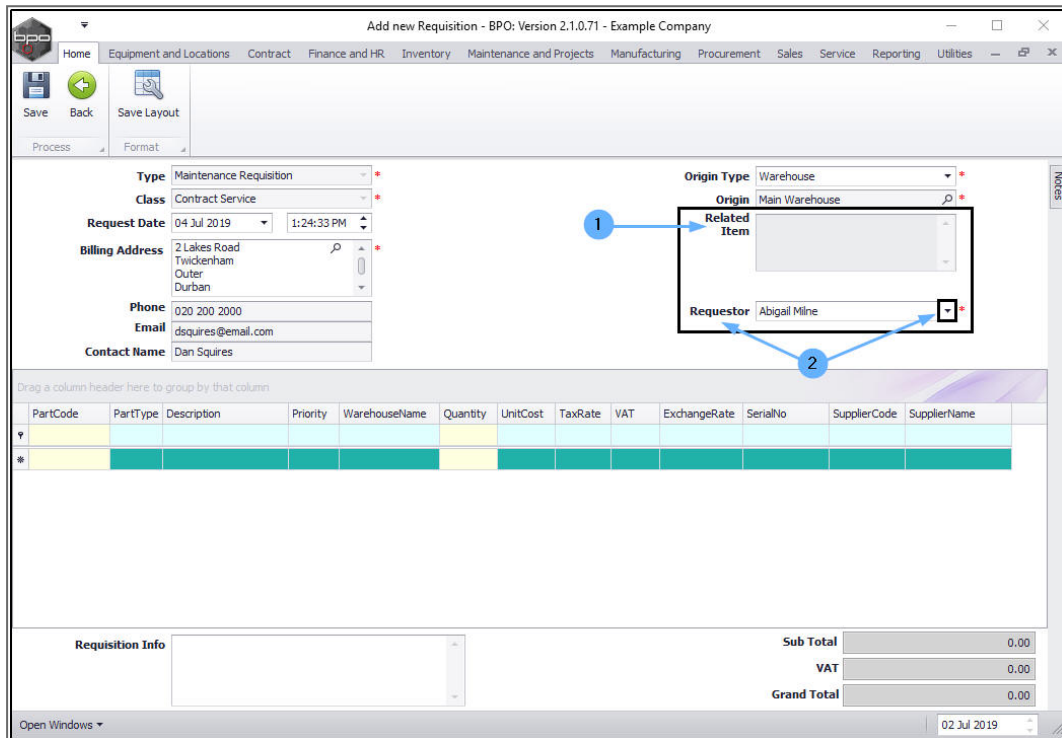 Add new Requisition - BPO: Version 2.1.0.71 - Example Company
bpo
Home Equipment and Locations Contract Finance and HR Inventory Maintenance and Projects Manufacturing Procurement Sales Service Reporting Utilities
Save Back Save Layout
Process Format
Type Maintenance Requisition * Origin Type Warehouse *
Class Contract Service * Origin Main Warehouse *
Notes
Request Date 04 Jul 2019 1:24:33 PM
1 Related Item
Billing Address 2 Lakes Road *
Twickenham
Outer
Durban
Phone 020 200 2000 Requestor Abigail Milne *
Email dsquires@email.com
Contact Name Dan Squires
2
Drag a column header here to group by that column
PartCode PartType Description Priority WarehouseName Quantity UnitCost TaxRate VAT ExchangeRate SerialNo SupplierCode SupplierName
Requisition Info Sub Total 0.00
VAT 0.00
Grand Total 0.00
Open Windows 02 Jul 2019